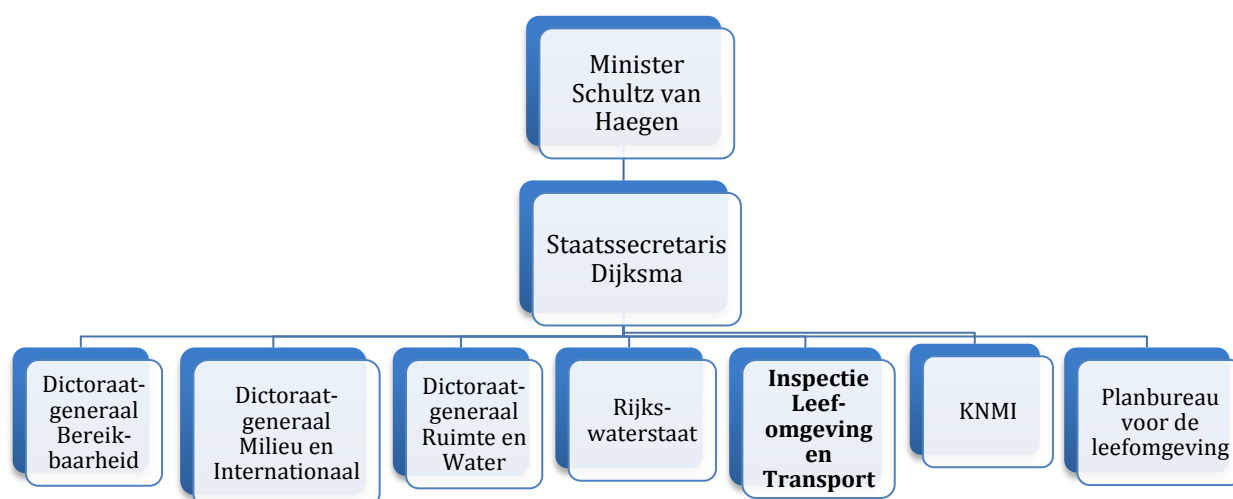 Minister
Schultz van
Haegen
Staatssecretaris
Dijksma
Dictoraat-
generaal
Bereik-
baarheid
Dictoraat-
generaal
Milieu en
Internationaal
Dictoraat-
generaal
Ruimte en
Water
Rijks-
waterstaat
Inspectie
Leef-
omgeving
en
Transport
KNMI
Planbureau
voor de
leefomgeving